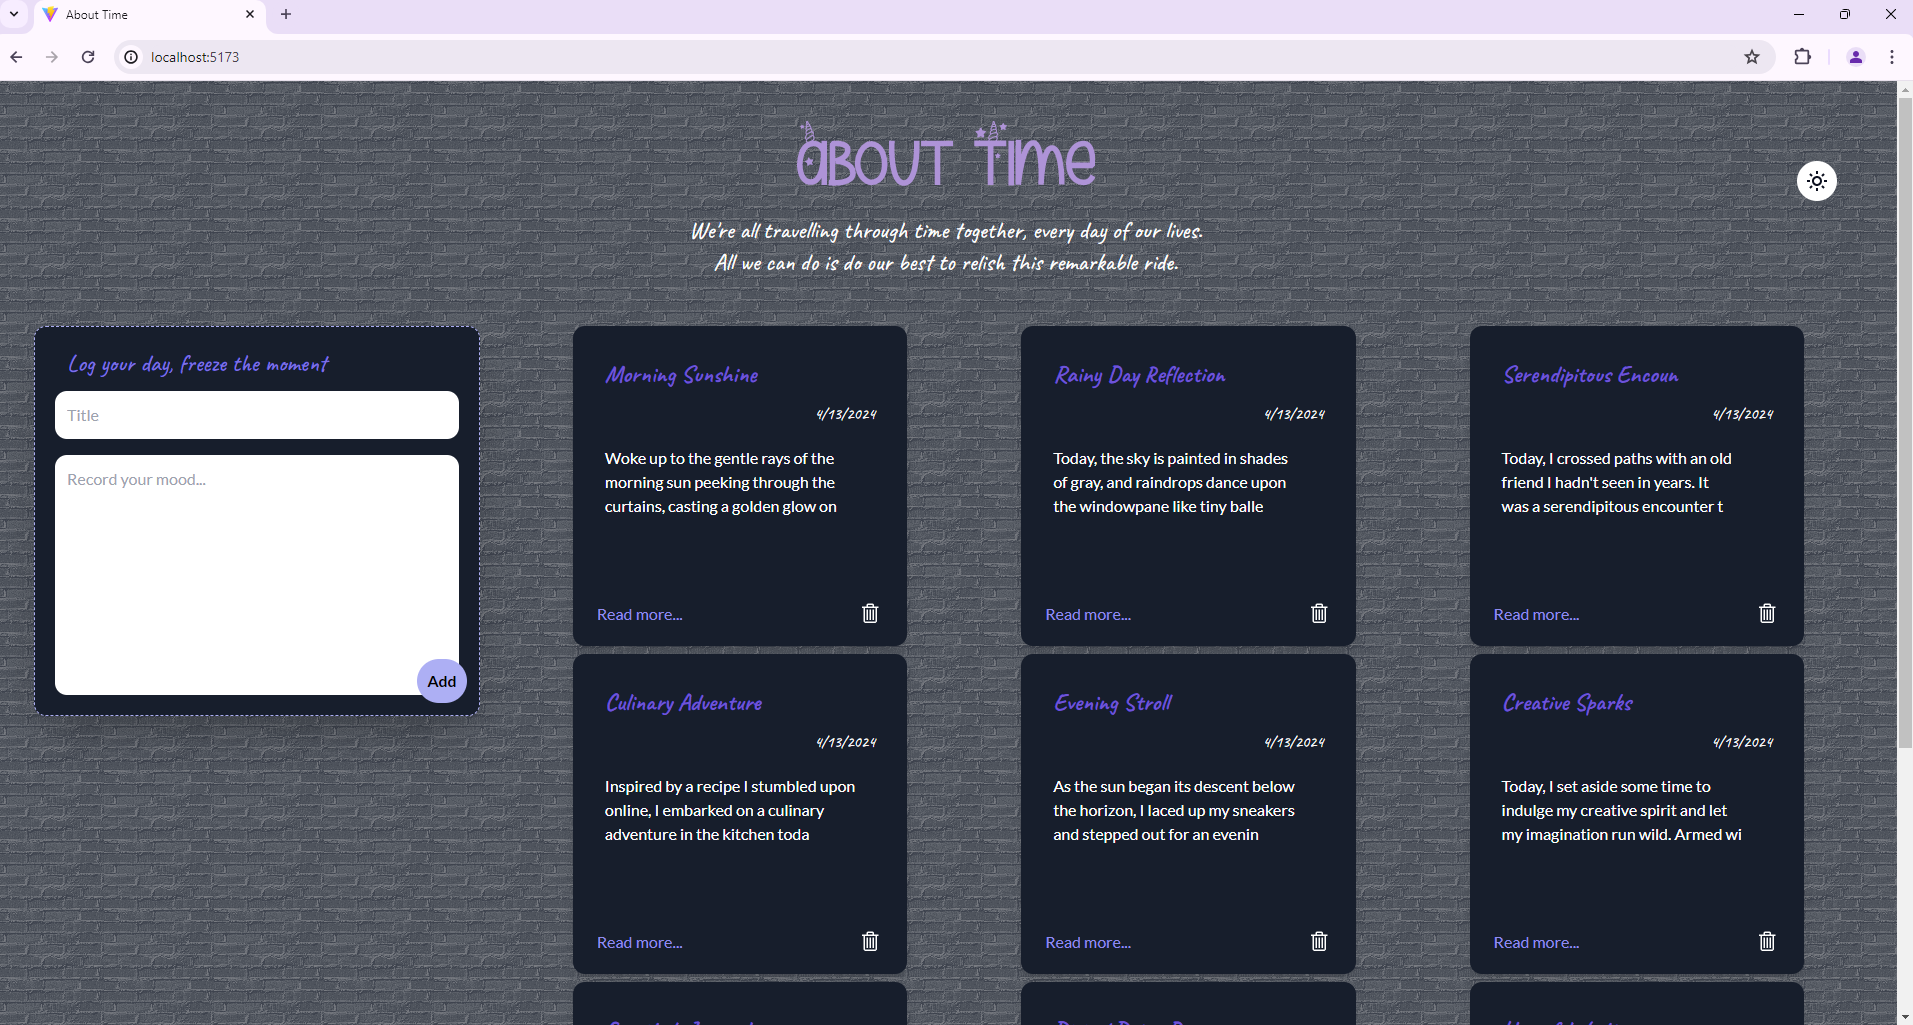 About Time
localhost:5173
about time
We're all travelling through time together, every day of our lives.
All we can do is do our best to relish this remarkable ride.
Log your day, freeze the moment
Title
Record your mood...
Add
Morning Sunshine
4/13/2024
Woke up to the gentle rays of the
morning sun peeking through the
curtains, casting a golden glow on
Read more...
Rainy Day Reflection
4/13/2024
Today, the sky is painted in shades
of gray, and raindrops dance upon
the windowpane like tiny balle
Read more...
Serendipitous Encoun
4/13/2024
Today, I crossed paths with an old
friend I hadn't seen in years. It
was a serendipitous encounter t
Read more...
Culinary Adventure
4/13/2024
Inspired by a recipe I stumbled upon
online, I embarked on a culinary
adventure in the kitchen toda
Read more...
Evening Stroll
4/13/2024
As the sun began its descent below
the horizon, I laced up my sneakers
and stepped out for an evenin
Read more...
Creative Sparks
4/13/2024
Today, I set aside some time to
indulge my creative spirit and let
my imagination run wild. Armed wi
Read more...